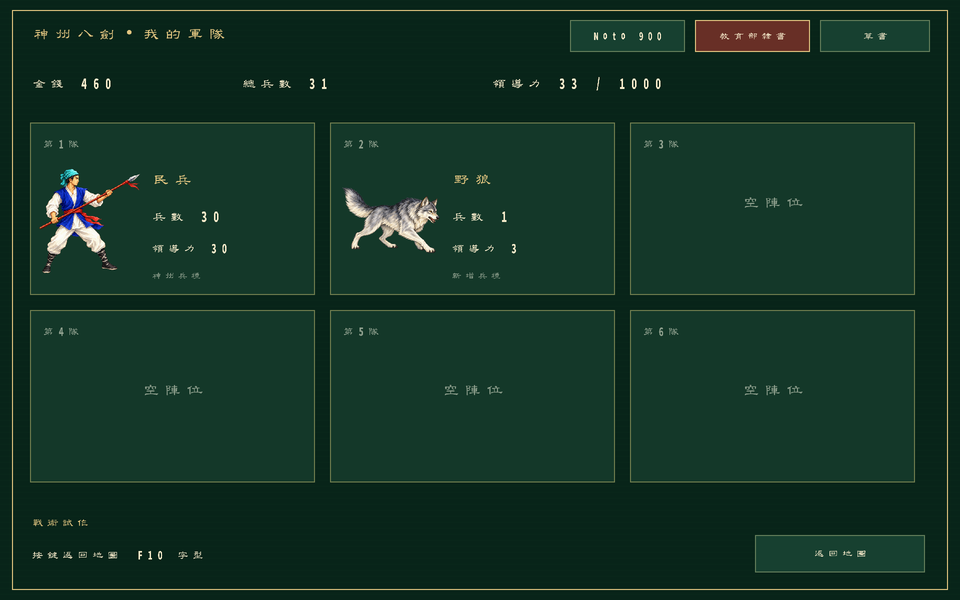 神州八劍 • 我的軍隊
Noto 900
教育部隸書
草書
金錢 460
總兵數 31
領導力 33 / 1000
第 1 隊
民兵
兵數 30
領導力 30
神州兵種
第 2 隊
野狼
兵數 1
領導力 3
新增兵種
第 3 隊
空陣位
第 4 隊
空陣位
第 5 隊
空陣位
第 6 隊
空陣位
戰術試作
按鍵返回地圖 F10 字型
返回地圖